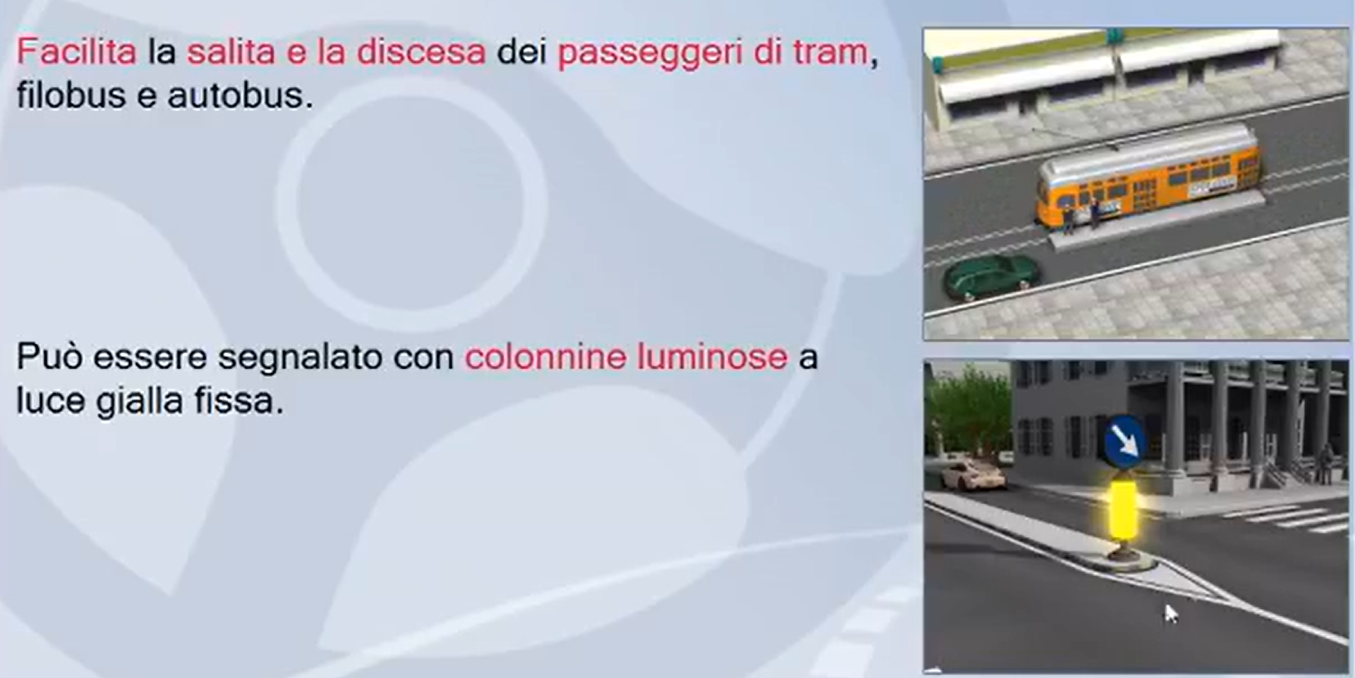 Facilita la salita e la discesa dei passeggeri di tram,
filobus e autobus.
Può essere segnalato con colonnine luminose a
luce gialla fissa.